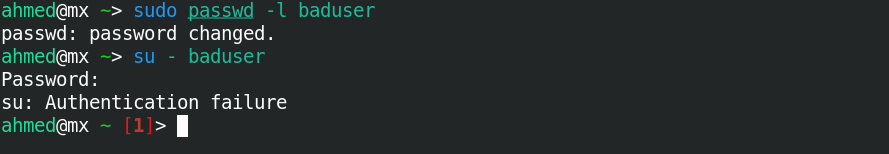 ahmed@mx ~> sudo passwd -l baduser
passwd: password changed.
ahmed@mx ~> su - baduser
Password:
su: Authentication failure
ahmed@mx ~ [1]>